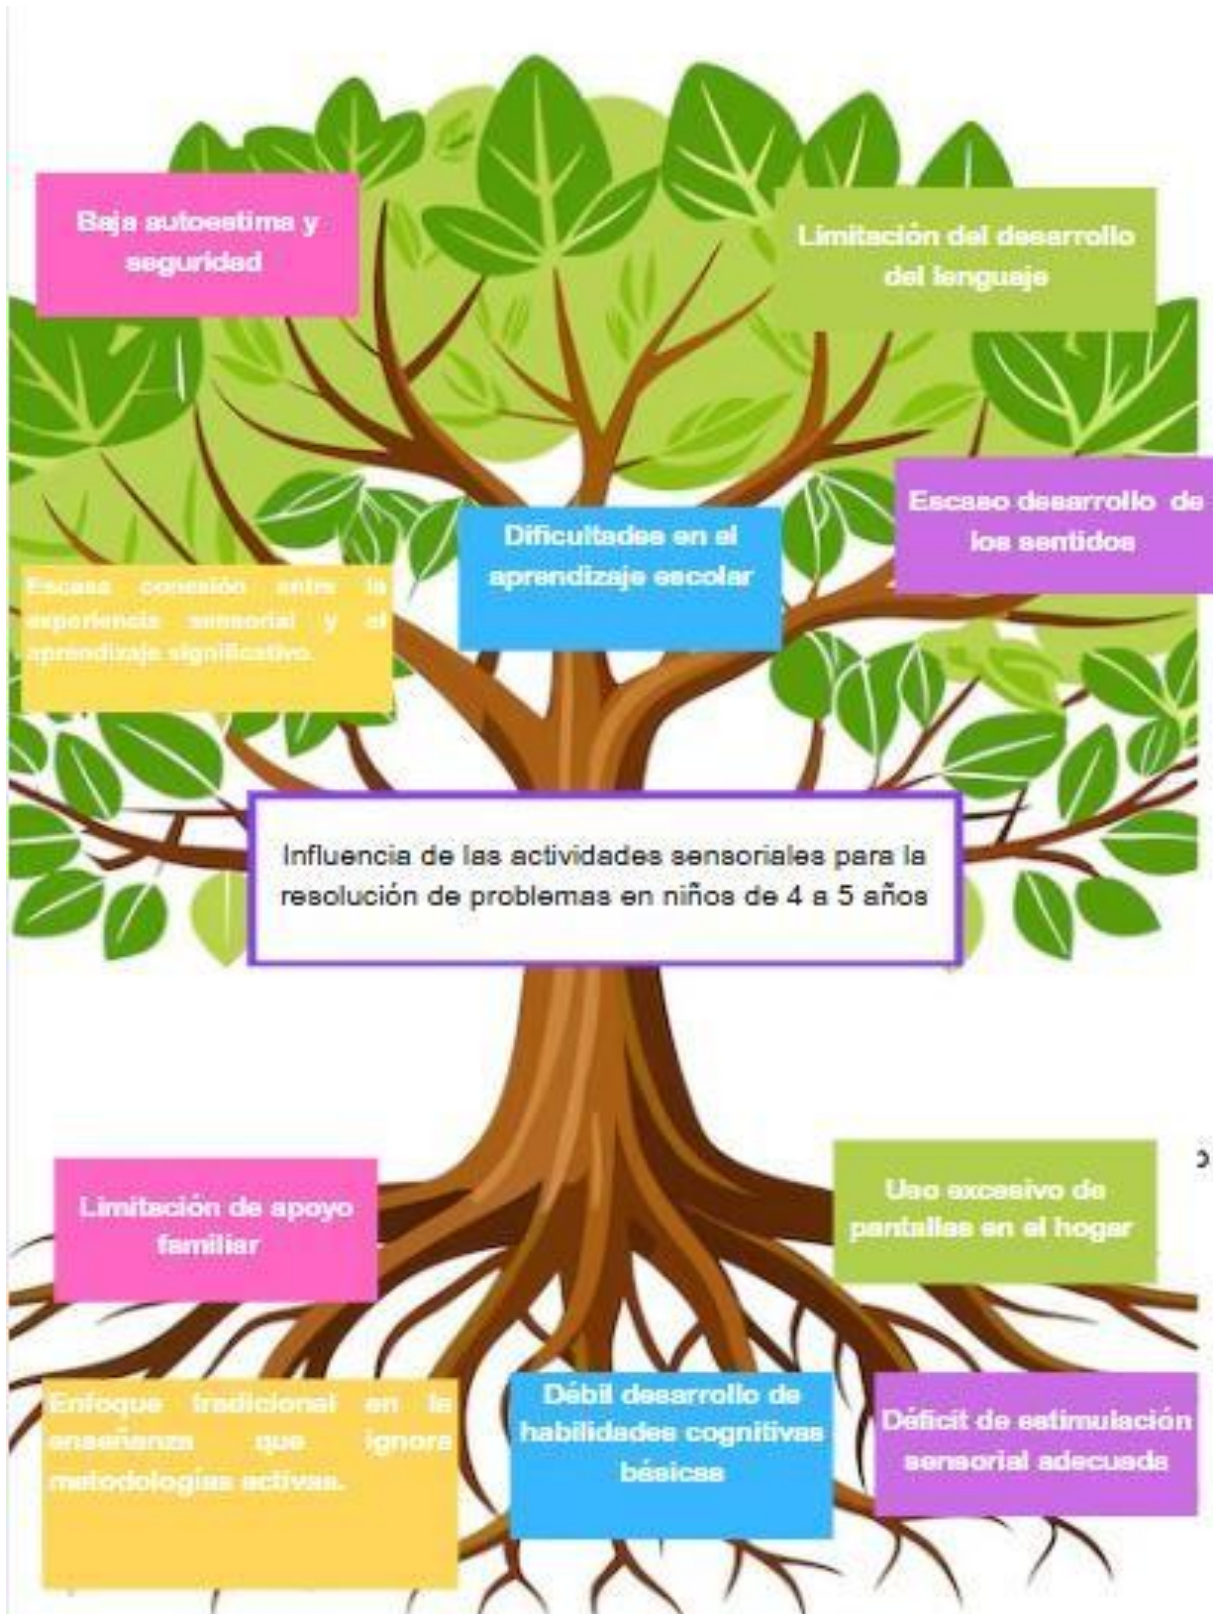 Baja autoestima y
seguridad
Limitación del desarrollo
del lenguaje
Escaso desarrollo de
los sentidos
Dificultades en el
aprendizaje escolar
Escasa conexión entre la
experiencia sensorial y el
aprendizaje significativo.
Influencia de las actividades sensoriales para la
resolución de problemas en niños de 4 a 5 años
Limitación de apoyo
familiar
Uso excesivo de
pantallas en el hogar
Enfoque tradicional en la
enseñanza que ignora
metodologías activas.
Débil desarrollo de
habilidades cognitivas
básicas
Déficit de estimulación
sensorial adecuada